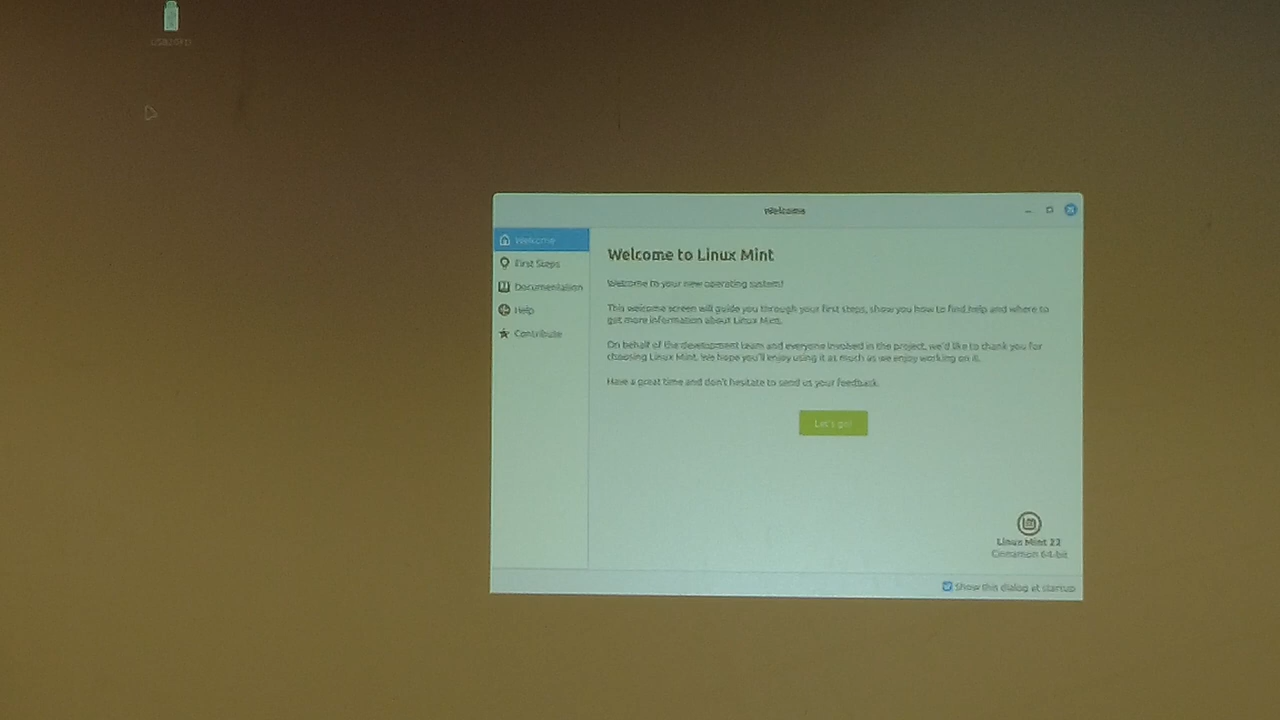 Welcome
Welcome
First Steps
Documentation
Help
Contribute
Welcome to Linux Mint
Welcome to your new operating system!
This welcome screen will guide you through your first steps, show you how to find help and where to
get more information about Linux Mint.
On behalf of the development team and everyone involved in the project, we'd like to thank you for
choosing Linux Mint. We hope you'll enjoy using it as much as we enjoy working on it.
Have a great time and don't hesitate to send us your feedback.
Let's go!
Linux Mint 22
Cinnamon 64-bit
Show this dialog at startup